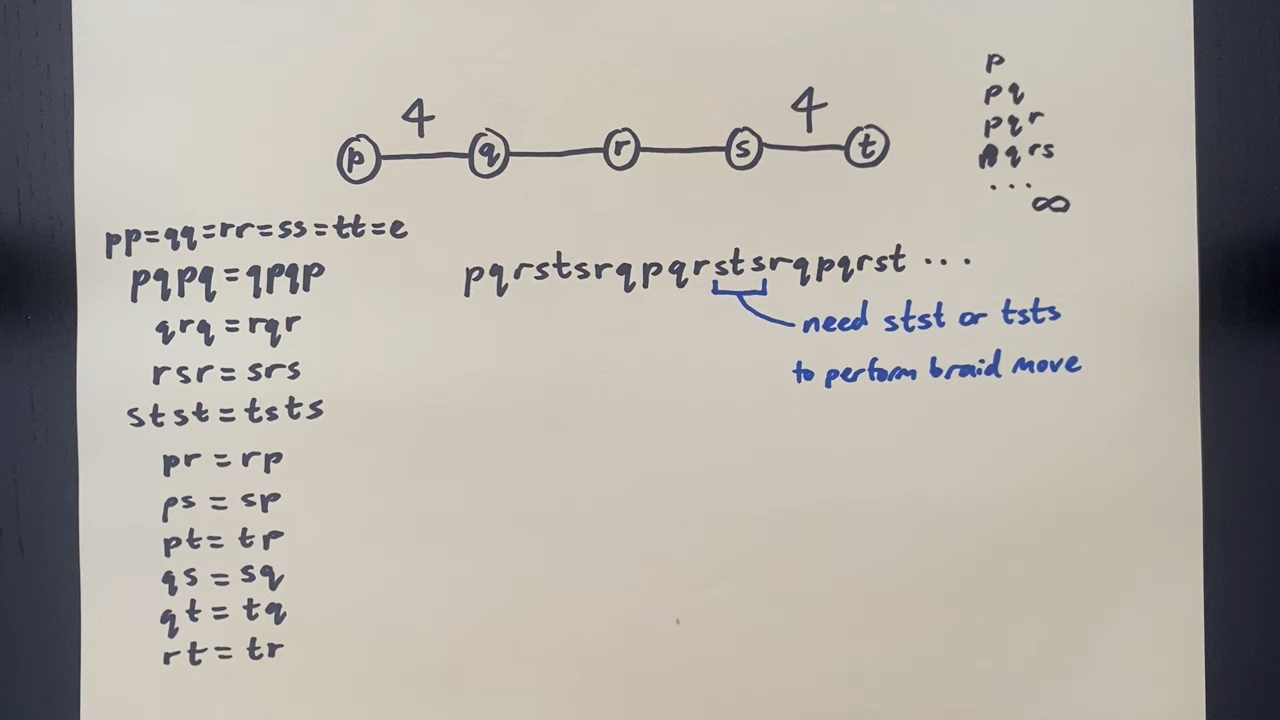 4 4
p q r s t
p
pq
pqr
pqrs
...
∞
pp=qq=rr=ss=tt=e
pqpq=qpqp
qrq=rqr
rsr=srs
stst=tsts
pr=rp
ps=sp
pt=tp
qs=sq
qt=tq
rt=tr
pqrstsrqpqrstsrqpqrst...
need stst or tsts
to perform braid move